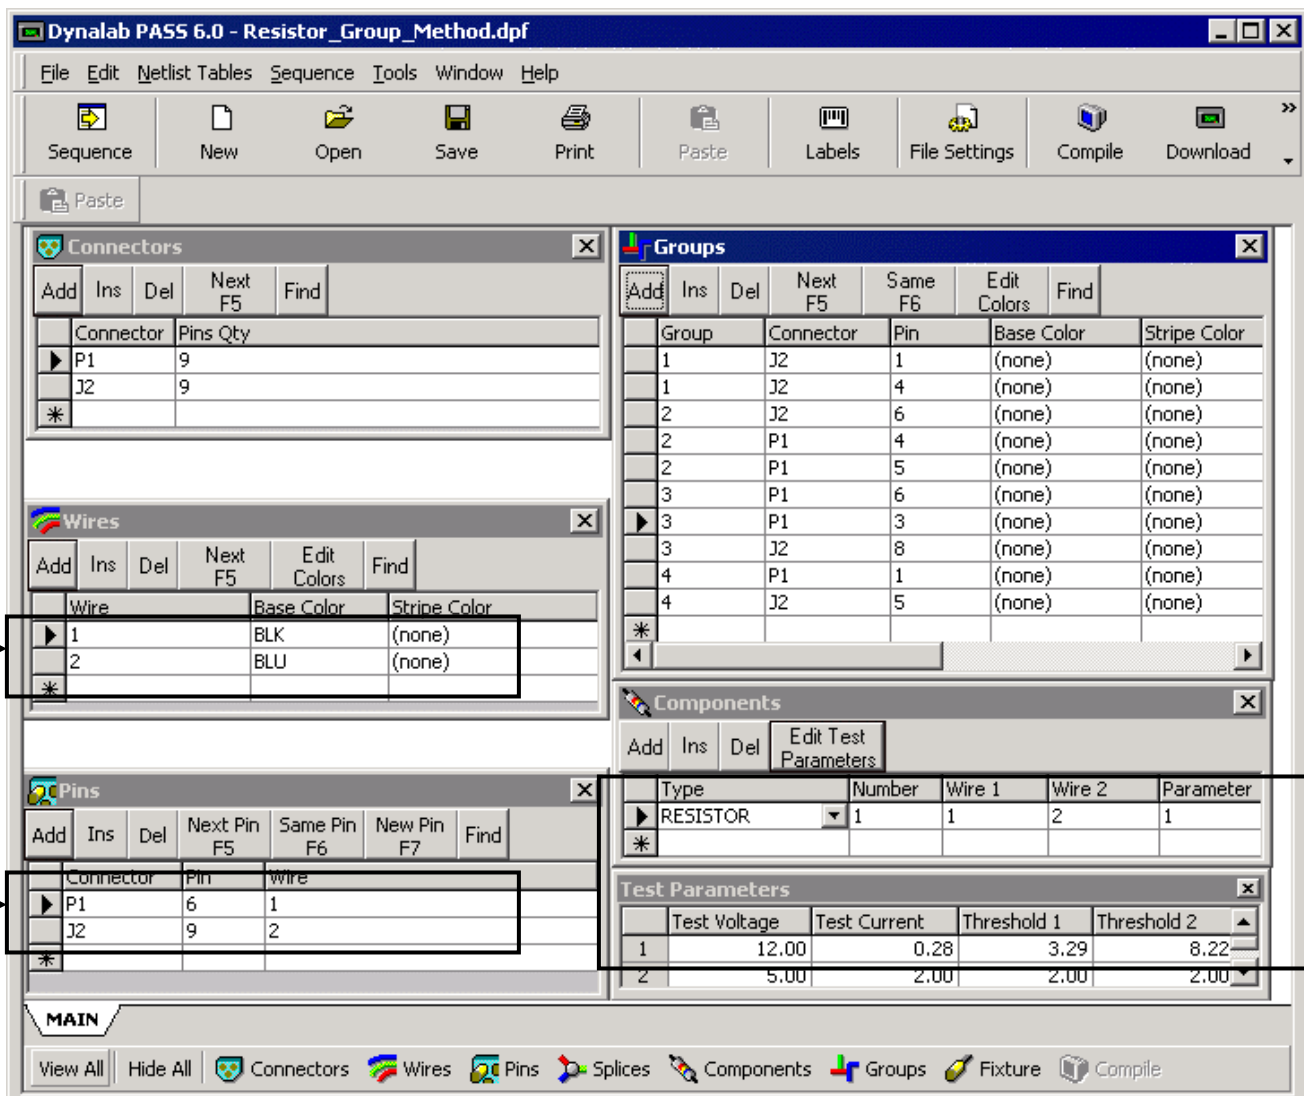 Dynalab PASS 6.0 - Resistor_Group_Method.dpf
File Edit Netlist Tables Sequence Tools Window Help
Sequence New Open Save Print Paste Labels File Settings Compile Download
Paste
Connectors
Add Ins Del Next F5 Find
Connector Pins Qty
P1 9
J2 9
Wires
Add Ins Del Next F5 Edit Colors Find
Wire Base Color Stripe Color
1 BLK (none)
2 BLU (none)
Pins
Add Ins Del Next Pin F5 Same Pin F6 New Pin F7 Find
Connector Pin Wire
P1 6 1
J2 9 2
Groups
Add Ins Del Next F5 Same F6 Edit Colors Find
Group Connector Pin Base Color Stripe Color
1 J2 1 (none) (none)
1 J2 4 (none) (none)
2 J2 6 (none) (none)
2 P1 4 (none) (none)
2 P1 5 (none) (none)
3 P1 6 (none) (none)
3 P1 3 (none) (none)
3 J2 8 (none) (none)
4 P1 1 (none) (none)
4 J2 5 (none) (none)
Components
Add Ins Del Edit Test Parameters
Type Number Wire 1 Wire 2 Parameter
RESISTOR 1 1 2 1
Test Parameters
Test Voltage Test Current Threshold 1 Threshold 2
1 12.00 0.28 3.29 8.22
2 5.00 2.00 2.00 2.00
MAIN
View All Hide All Connectors Wires Pins Splices Components Groups Fixture Compile